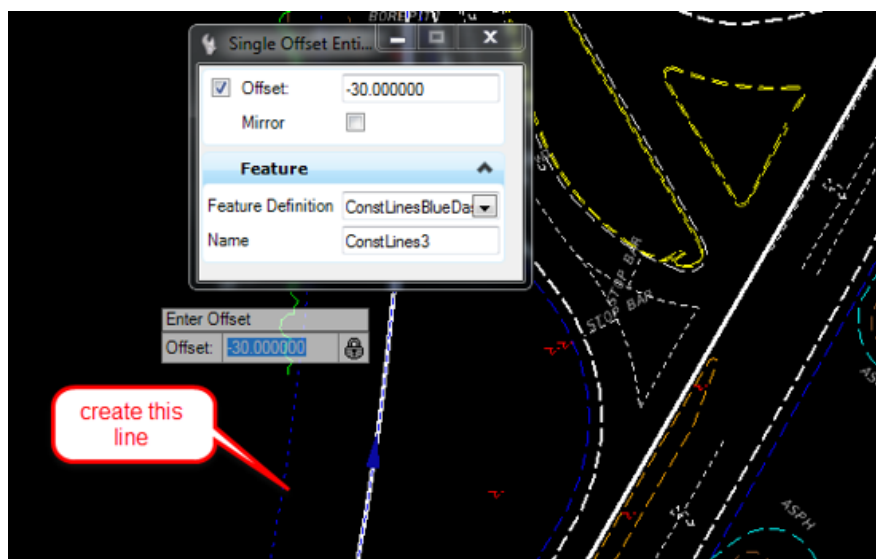 BOREPIT
Single Offset Enti...
Offset: -30.000000
Mirror
Feature
Feature Definition ConstLinesBlueDa
Name ConstLines3
STOP BAR
STOP BAR
Enter Offset
Offset: -30.000000
create this
line
ASPH